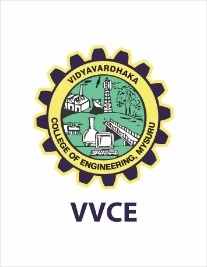 VIDYAVARDHAKA
COLLEGE OF ENGINEERING, MYSURU
VVCE